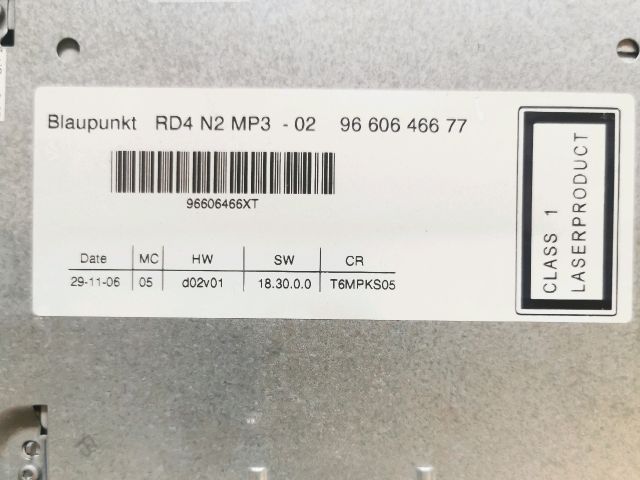 Blaupunkt RD4 N2 MP3 - 02 96 606 466 77
96606466XT
Date MC HW SW CR
29-11-06 05 d02v01 18.30.0.0 T6MPKS05
CLASS 1
LASERPRODUCT